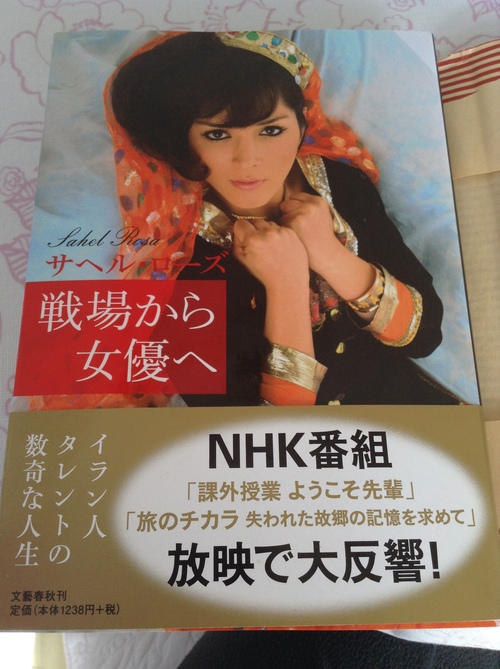 Sahel Rosa
サヘル・ローズ
戦場から
女優へ
イラン人
タレントの
数奇な人生
NHK番組
「課外授業 ようこそ先輩」
「旅のチカラ 失われた故郷の記憶を求めて」
放映で大反響!
文藝春秋刊
定価(本体1238円+税)